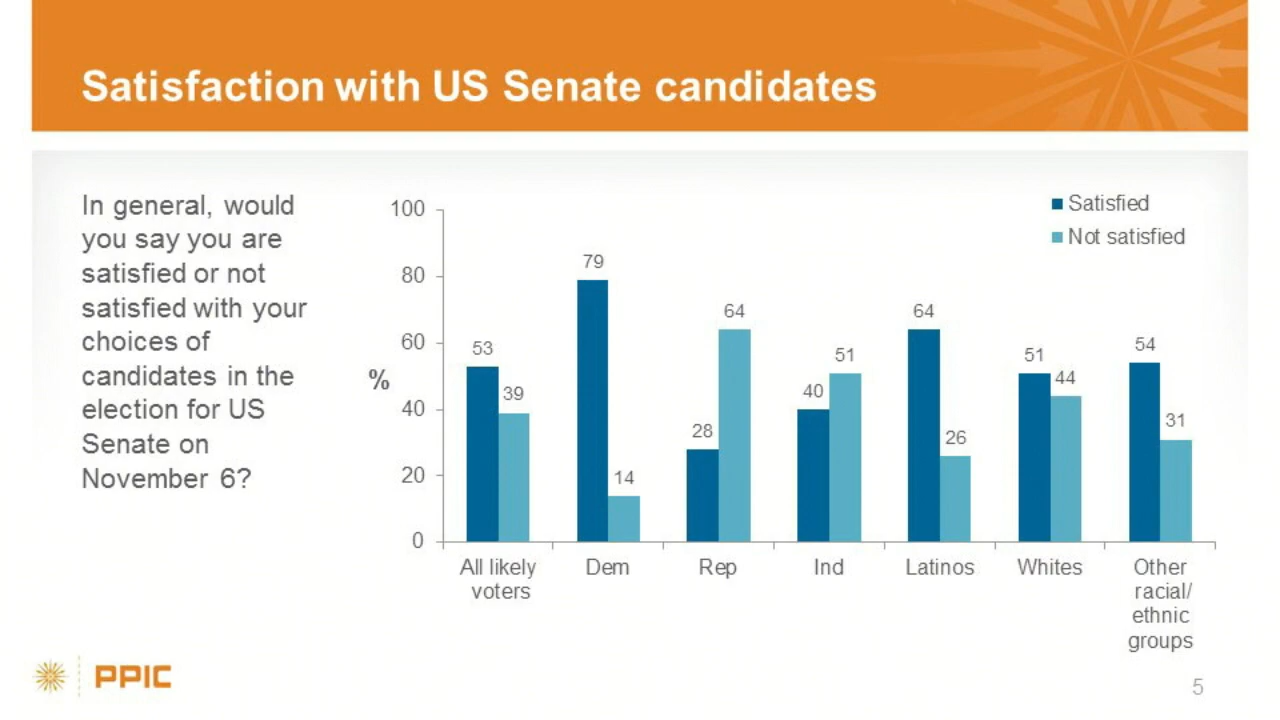 Satisfaction with US Senate candidates
In general, would
you say you are
satisfied or not
satisfied with your
choices of
candidates in the
election for US
Senate on
November 6?
Satisfied
Not satisfied
%
100
80
60
40
20
0
53
39
79
14
28
64
40
51
64
26
51
44
54
31
All likely
voters
Dem
Rep
Ind
Latinos
Whites
Other
racial/
ethnic
groups
PPIC
5